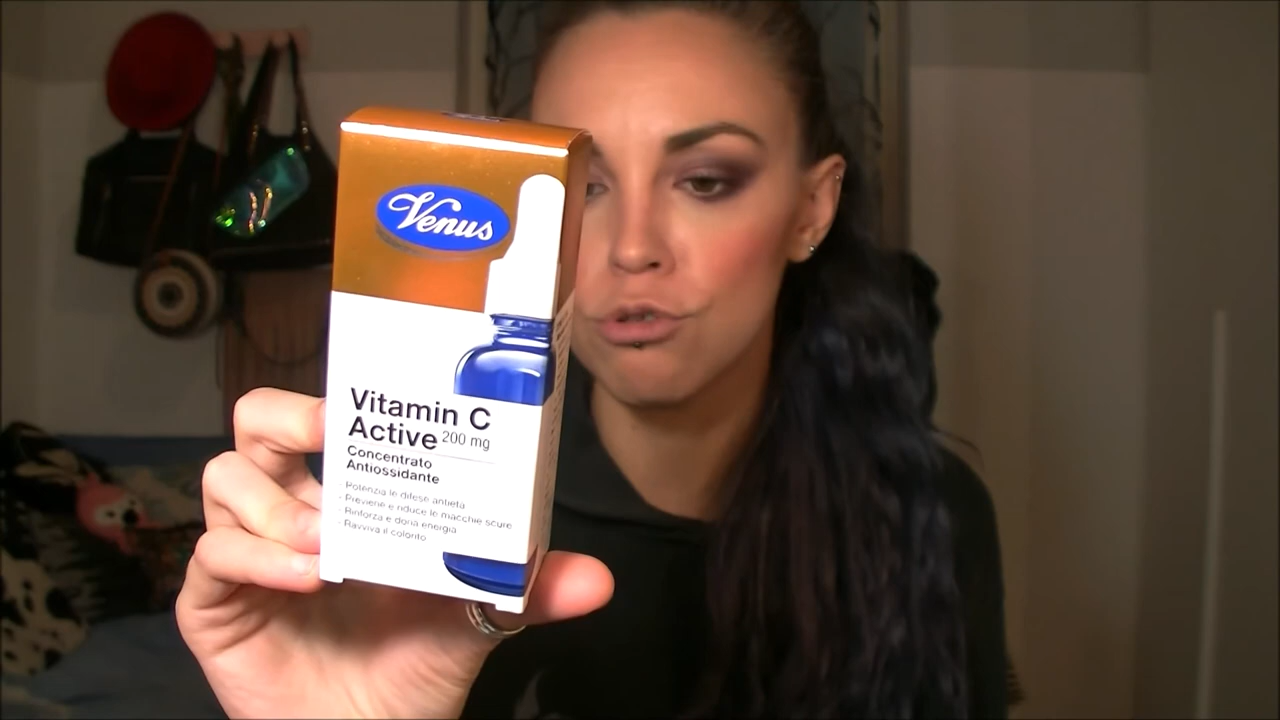 Venus
Vitamin C
Active 200 mg
Concentrato
Antiossidante
- Potenzia le difese antietà
- Previene e riduce le macchie scure
- Rinforza e dona energia
- Ravviva il colorito